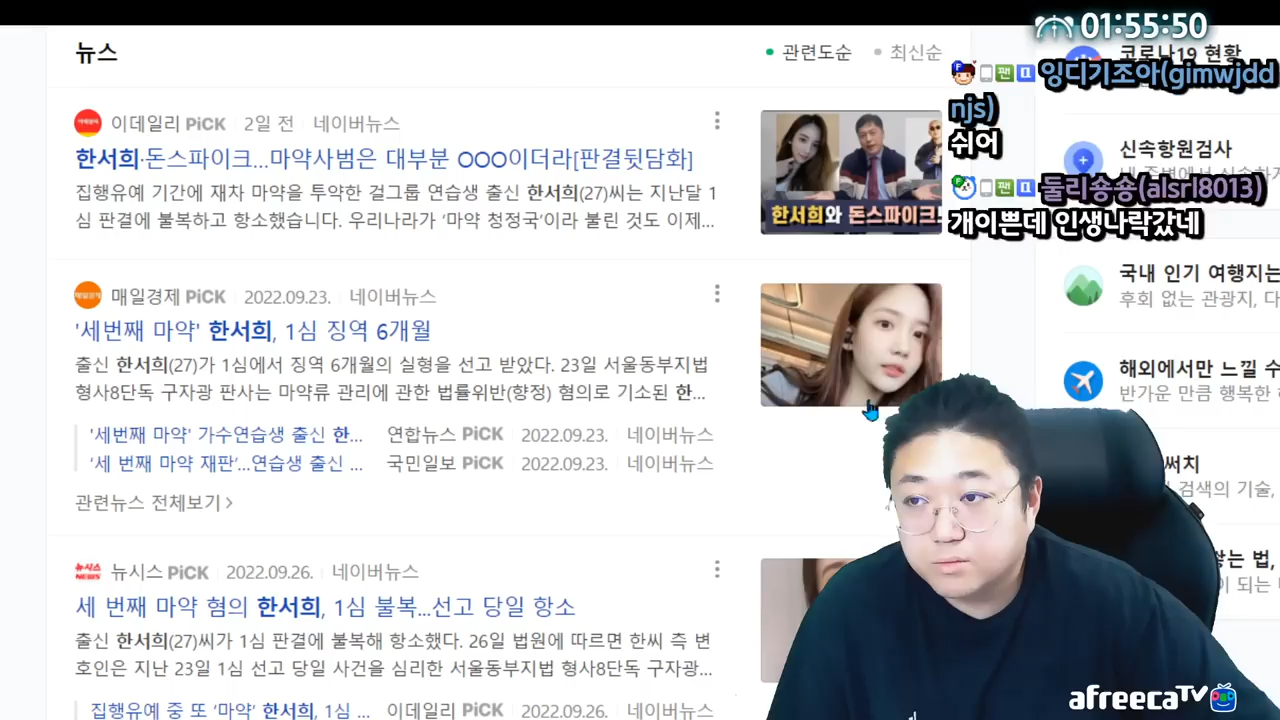 01:55:50
뉴스
관련도순
최신순
코로나19 현황
잉디기조아(gimwjdd
njs)
쉬어
둘리숑숑(alsrl8013)
개이쁜데 인생나락갔네
이데일리 PiCK 2일 전 네이버뉴스
한서희·돈스파이크...마약사범은 대부분 OOO이더라[판결뒷담화]
집행유예 기간에 재차 마약을 투약한 걸그룹 연습생 출신 한서희(27)씨는 지난달 1
심 판결에 불복하고 항소했습니다. 우리나라가 '마약 청정국'이라 불린 것도 이제...
한서희와 돈스파이크
신속항원검사
매일경제 PiCK 2022.09.23. 네이버뉴스
'세번째 마약' 한서희, 1심 징역 6개월
출신 한서희(27)가 1심에서 징역 6개월의 실형을 선고 받았다. 23일 서울동부지법
형사8단독 구자광 판사는 마약류 관리에 관한 법률위반(향정) 혐의로 기소된 한...
'세번째 마약' 가수연습생 출신 한... 연합뉴스 PiCK 2022.09.23. 네이버뉴스
'세 번째 마약 재판'...연습생 출신 ... 국민일보 PiCK 2022.09.23. 네이버뉴스
관련뉴스 전체보기
국내 인기 여행지는
후회 없는 관광지, 다
해외에서만 느낄 수
반가운 만큼 행복한
써치
검색의 기술,
뉴시스 PiCK 2022.09.26. 네이버뉴스
세 번째 마약 혐의 한서희, 1심 불복...선고 당일 항소
출신 한서희(27)씨가 1심 판결에 불복해 항소했다. 26일 법원에 따르면 한씨 측 변
호인은 지난 23일 1심 선고 당일 사건을 심리한 서울동부지법 형사8단독 구자광...
집행유예 중 또 '마약' 한서희, 1심 ... 이데일리 PiCK 2022.09.26. 네이버뉴스
는 법,
이 되는
afreecaTV